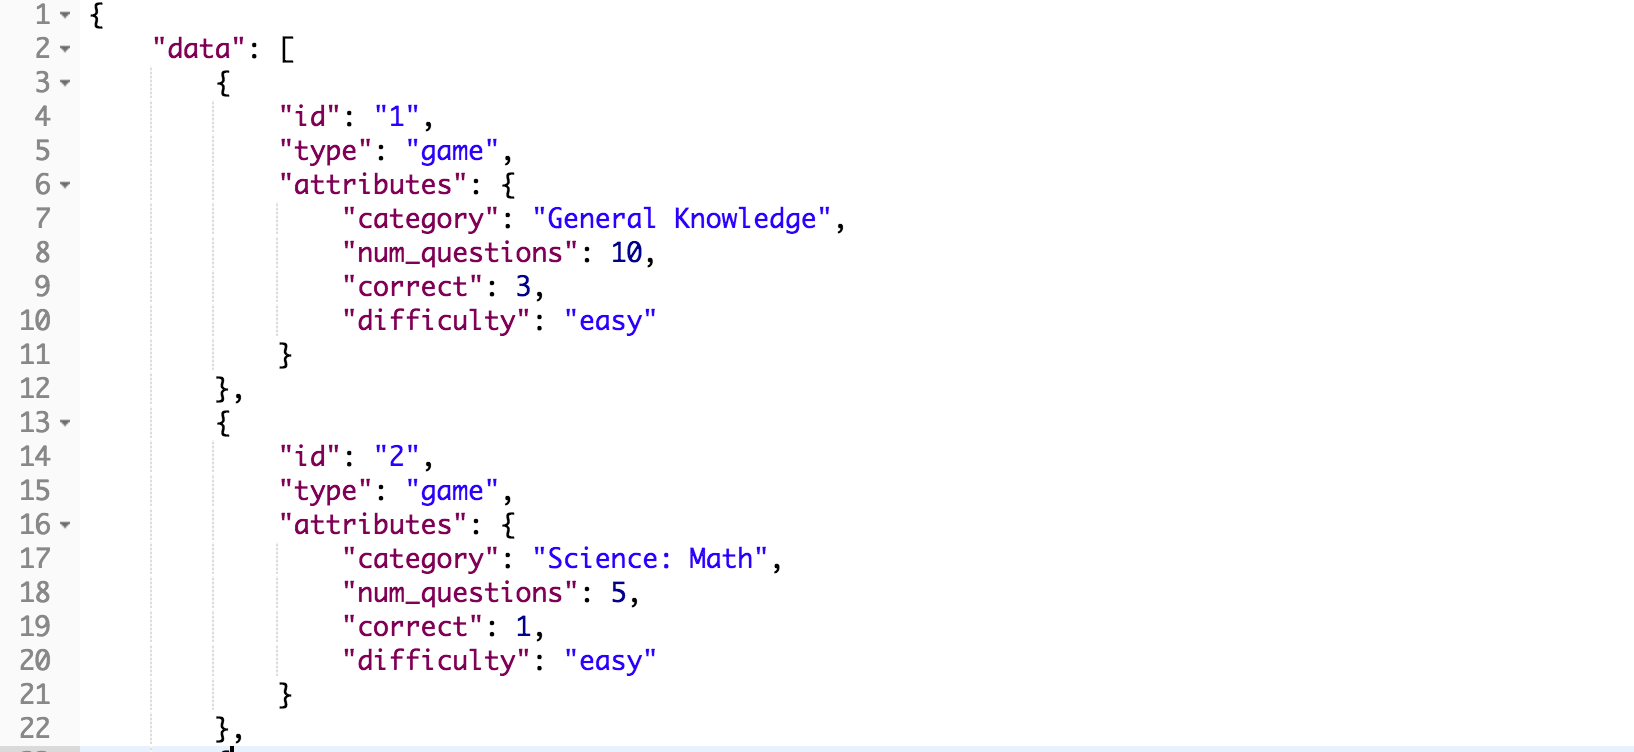 1 {
2 "data": [
3 {
4 "id": "1",
5 "type": "game",
6 "attributes": {
7 "category": "General Knowledge",
8 "num_questions": 10,
9 "correct": 3,
10 "difficulty": "easy"
11 }
12 },
13 {
14 "id": "2",
15 "type": "game",
16 "attributes": {
17 "category": "Science: Math",
18 "num_questions": 5,
19 "correct": 1,
20 "difficulty": "easy"
21 }
22 },